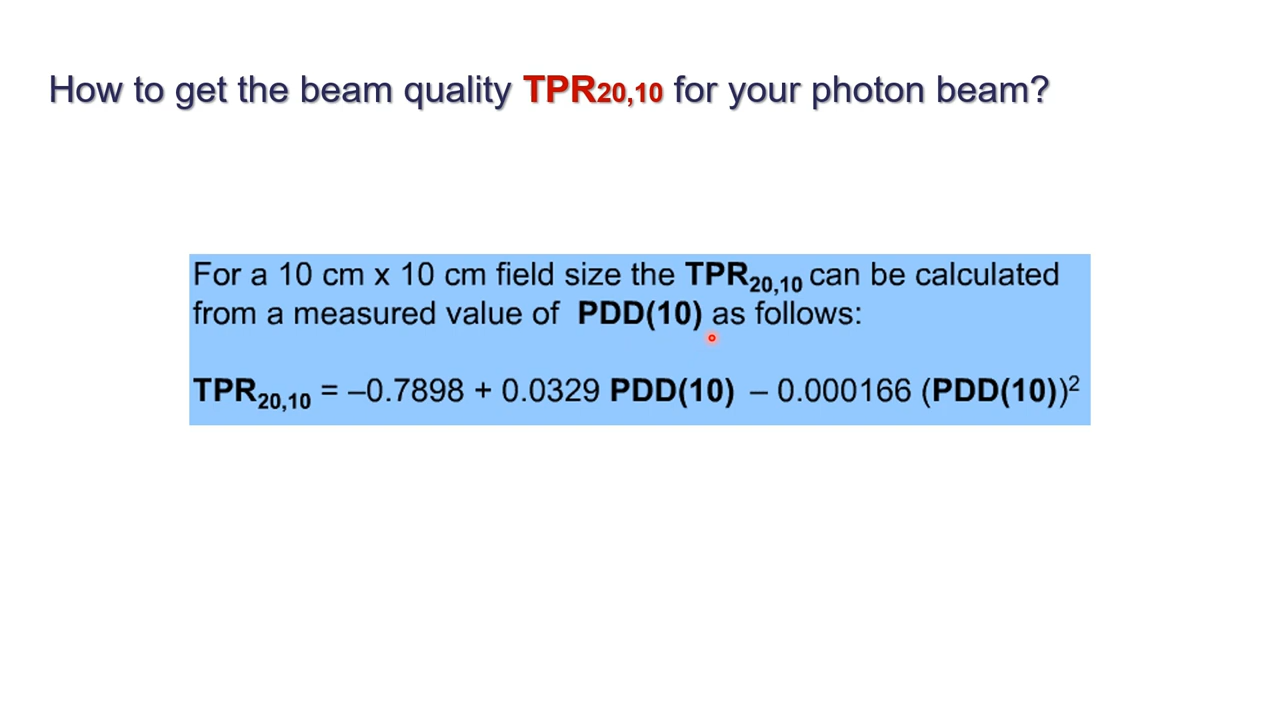 How to get the beam quality TPR20,10 for your photon beam?
For a 10 cm x 10 cm field size the TPR20,10 can be calculated
from a measured value of PDD(10) as follows:
TPR20,10 = –0.7898 + 0.0329 PDD(10) – 0.000166 (PDD(10))²